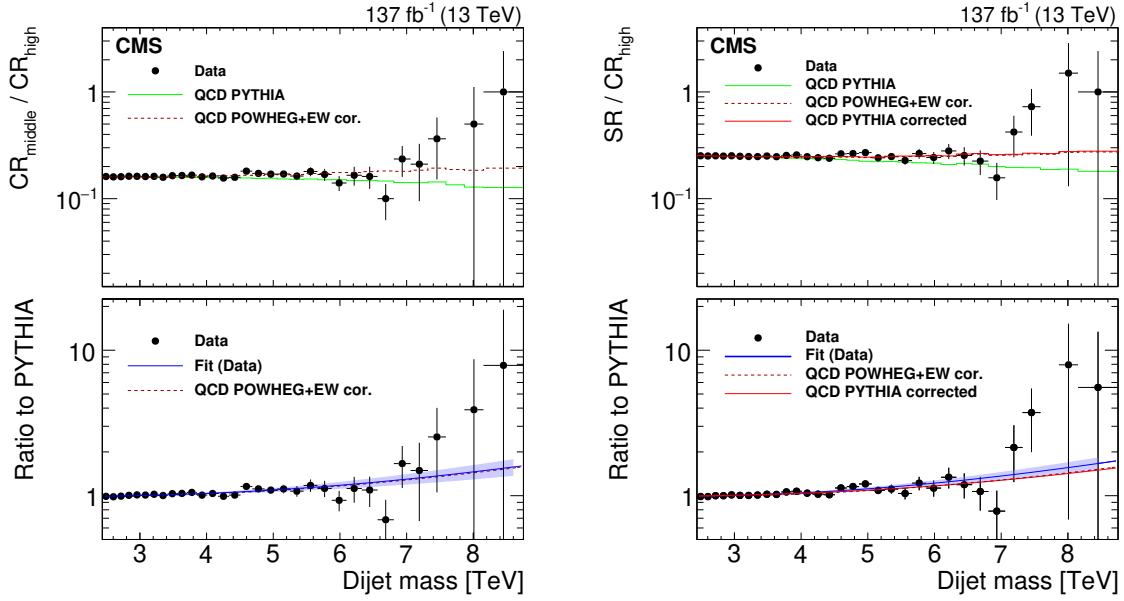 137 fb⁻¹ (13 TeV)
CMS
Data
QCD PYTHIA
QCD POWHEG+EW cor.
CR_middle / CR_high
1
10⁻¹
Data
Fit (Data)
QCD POWHEG+EW cor.
Ratio to PYTHIA
10
1
3 4 5 6 7 8
Dijet mass [TeV]
137 fb⁻¹ (13 TeV)
CMS
Data
QCD PYTHIA
QCD POWHEG+EW cor.
QCD PYTHIA corrected
SR / CR_high
1
10⁻¹
Data
Fit (Data)
QCD POWHEG+EW cor.
QCD PYTHIA corrected
Ratio to PYTHIA
10
1
3 4 5 6 7 8
Dijet mass [TeV]